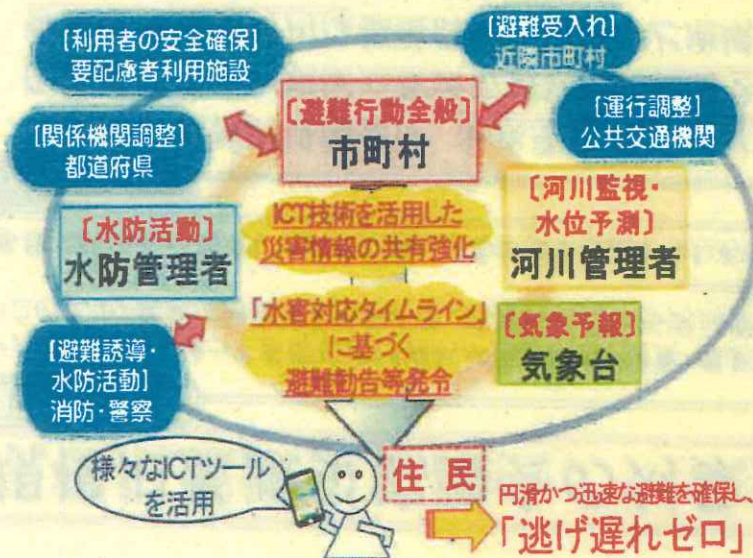 ［利用者の安全確保］
要配慮者利用施設
［避難受入れ］
近隣市町村
［関係機関調整］
都道府県
［避難行動全般］
市町村
［運行調整］
公共交通機関
［水防活動］
水防管理者
ICT技術を活用した
災害情報の共有強化
［河川監視・
水位予測］
河川管理者
「水害対応タイムライン」
に基づく
避難勧告等発令
［気象予報］
気象台
［避難誘導・
水防活動］
消防・警察
様々なICTツール
を活用
住民
円滑かつ迅速な避難を確保し、
「逃げ遅れゼロ」